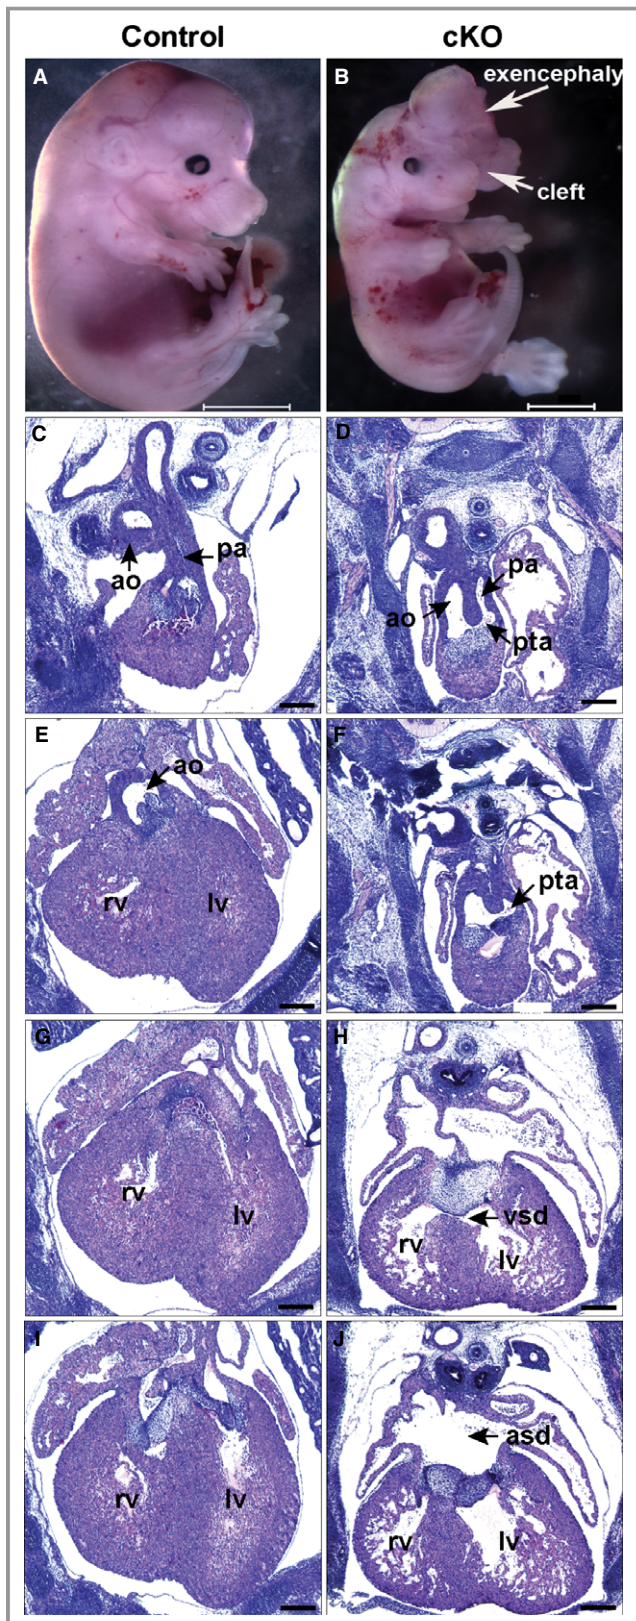 Control cKO
A B
exencephaly
cleft
C D
pa
ao
pa
ao
pta
E F
ao
rv lv
pta
G H
rv lv
vsd
rv lv
I J
asd
rv lv
rv lv